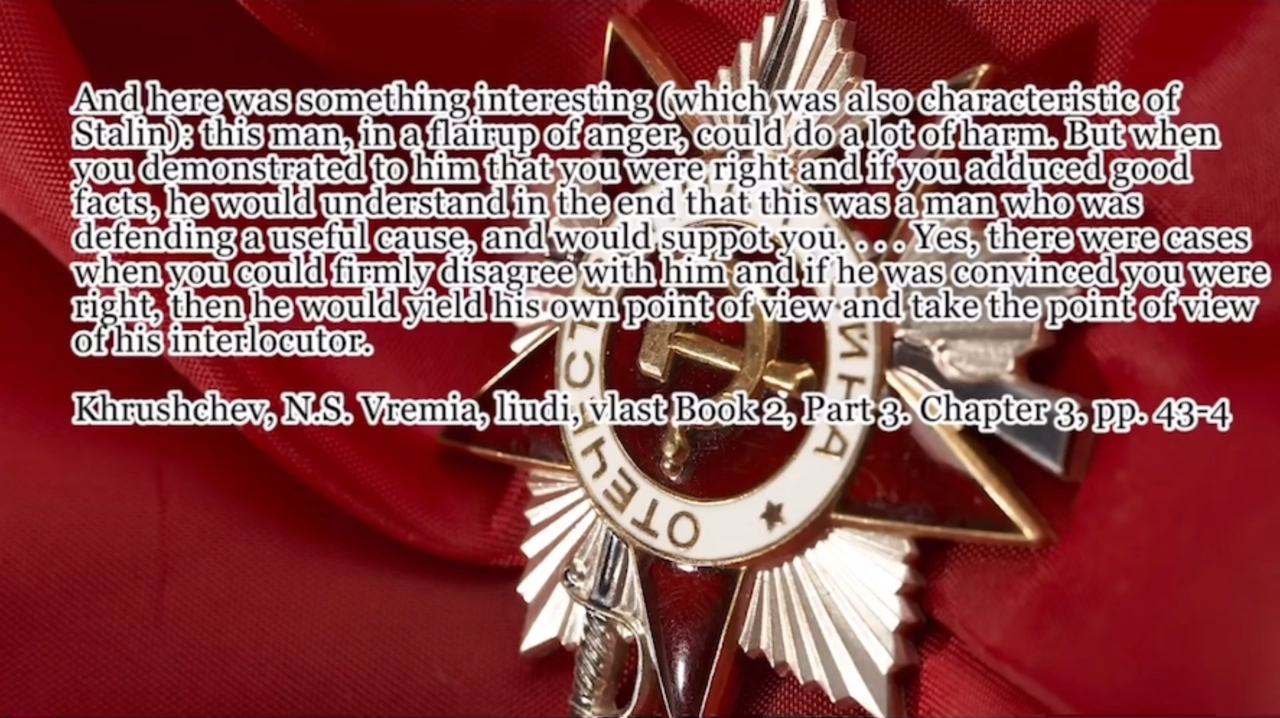 And here was something interesting (which was also characteristic of
Stalin): this man, in a flairup of anger, could do a lot of harm. But when
you demonstrated to him that you were right and if you adduced good
facts, he would understand in the end that this was a man who was
defending a useful cause, and would suppot you. . . . Yes, there were cases
when you could firmly disagree with him and if he was convinced you were
right, then he would yield his own point of view and take the point of view
of his interlocutor.
Khrushchev, N.S. Vremia, liudi, vlast Book 2, Part 3. Chapter 3, pp. 43-4
ОТЕЧЕСТВ ЙНА